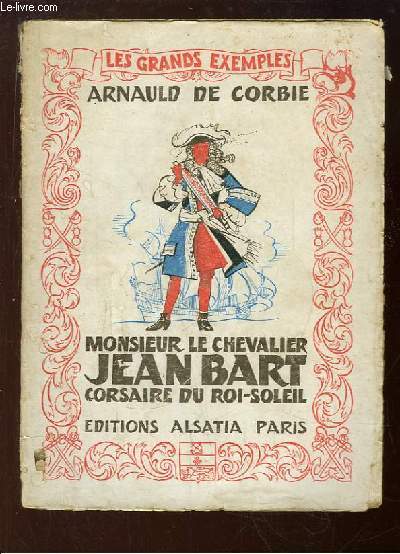 Le-livre.com
LES GRANDS EXEMPLES
ARNAULD DE CORBIE
MONSIEUR LE CHEVALIER
JEAN BART
CORSAIRE DU ROI-SOLEIL
EDITIONS ALSATIA PARIS